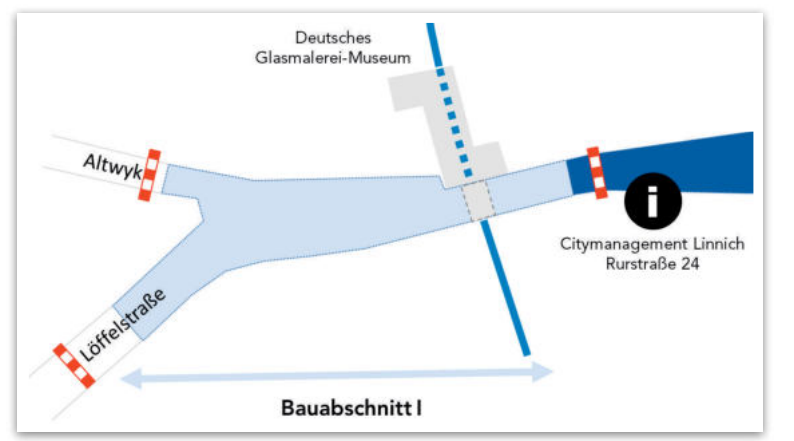 Deutsches
Glasmalerei-Museum
Altwyk
i
Citymanagement Linnich
Rurstraße 24
Löffelstraße
Bauabschnitt I